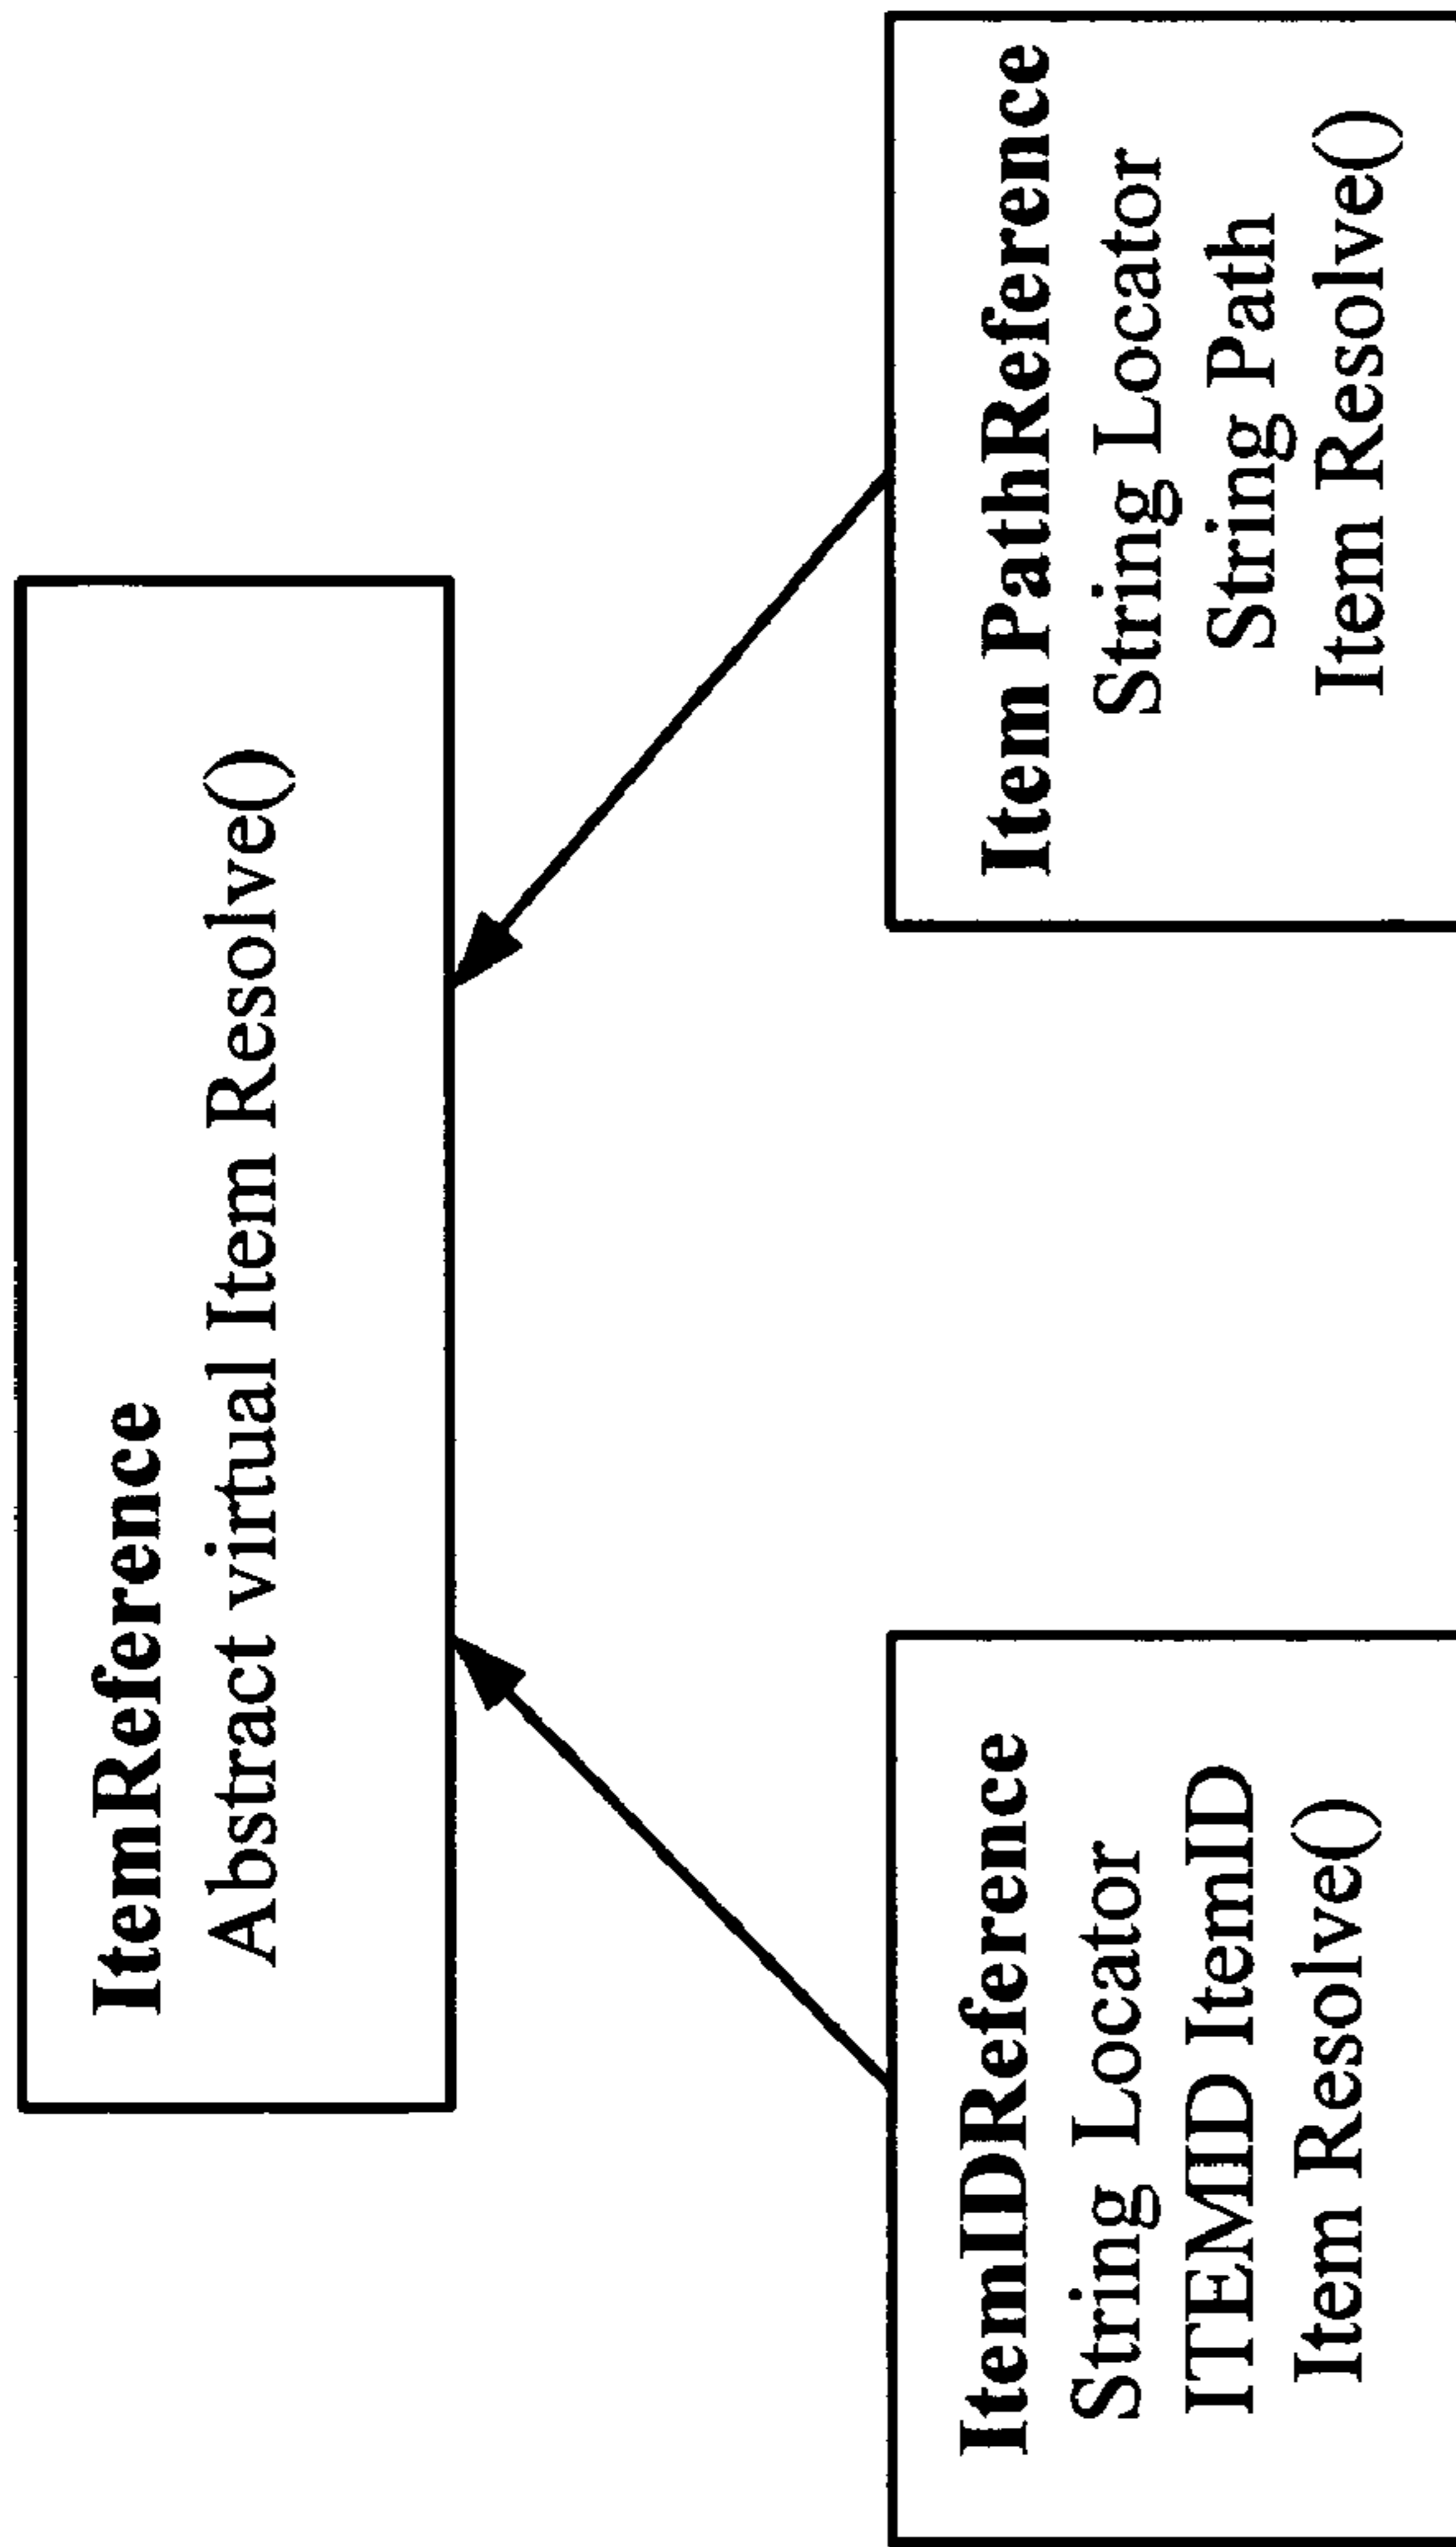 ItemReference
Abstract virtual Item Resolve()
ItemIDReference
String Locator
ITEMID ItemID
Item Resolve()
Item PathReference
String Locator
String Path
Item Resolve()